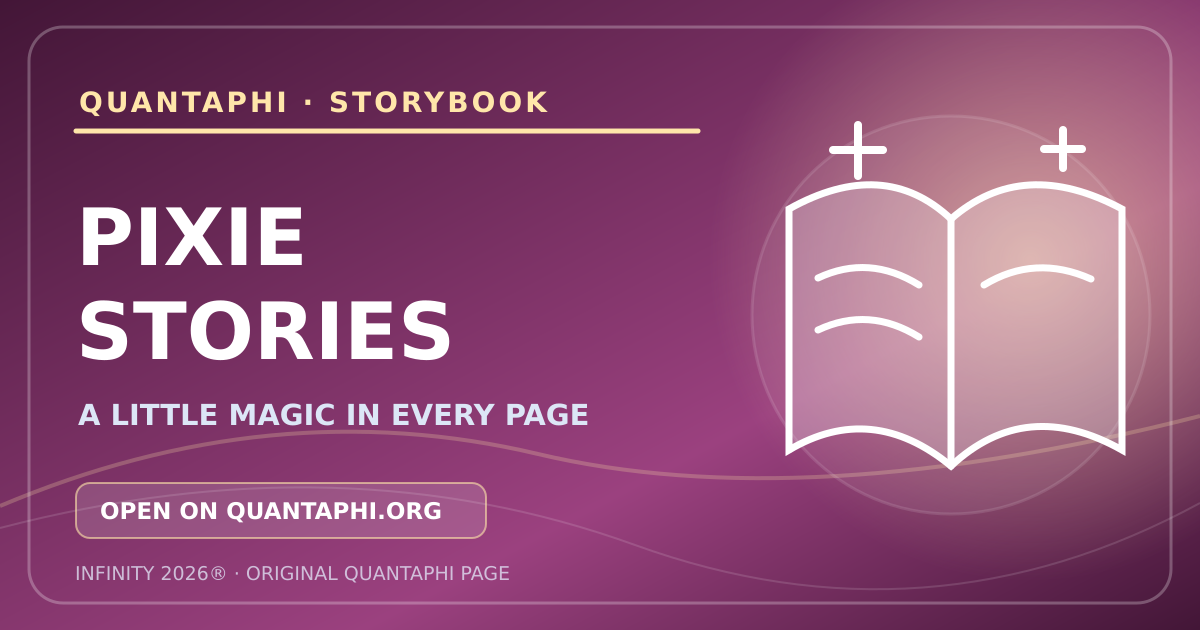 QUANTAPHI · STORYBOOK
PIXIE
STORIES
A LITTLE MAGIC IN EVERY PAGE
OPEN ON QUANTAPHI.ORG
INFINITY 2026® · ORIGINAL QUANTAPHI PAGE